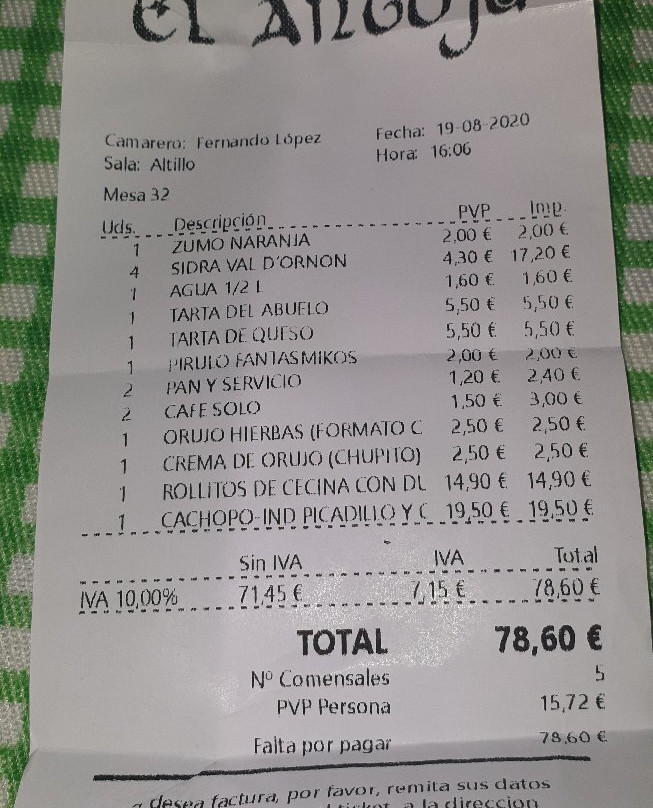 Camarero: Fernando López Fecha: 19-08-2020
Sala: Altillo Hora: 16:06
Mesa 32
Uds. Descripción PVP Imp.
1 ZUMO NARANJA 2,00 € 2,00 €
4 SIDRA VAL D'ORNON 4,30 € 17,20 €
1 AGUA 1/2 L 1,60 € 1,60 €
1 TARTA DEL ABUELO 5,50 € 5,50 €
1 TARTA DE QUESO 5,50 € 5,50 €
1 PIRULO FANTASMIKOS 2,00 € 2,00 €
2 PAN Y SERVICIO 1,20 € 2,40 €
2 CAFE SOLO 1,50 € 3,00 €
1 ORUJO HIERBAS (FORMATO C 2,50 € 2,50 €
1 CREMA DE ORUJO (CHUPITO) 2,50 € 2,50 €
1 ROLLITOS DE CECINA CON DU 14,90 € 14,90 €
1 CACHOPO-IND PICADILLO Y C 19,50 € 19,50 €
Sin IVA IVA Total
IVA 10,00% 71,45 € 7,15 € 78,60 €
TOTAL 78,60 €
Nº Comensales 5
PVP Persona 15,72 €
Falta por pagar 78,60 €
desea factura, por favor, remita sus datos
ticket, a la direccion